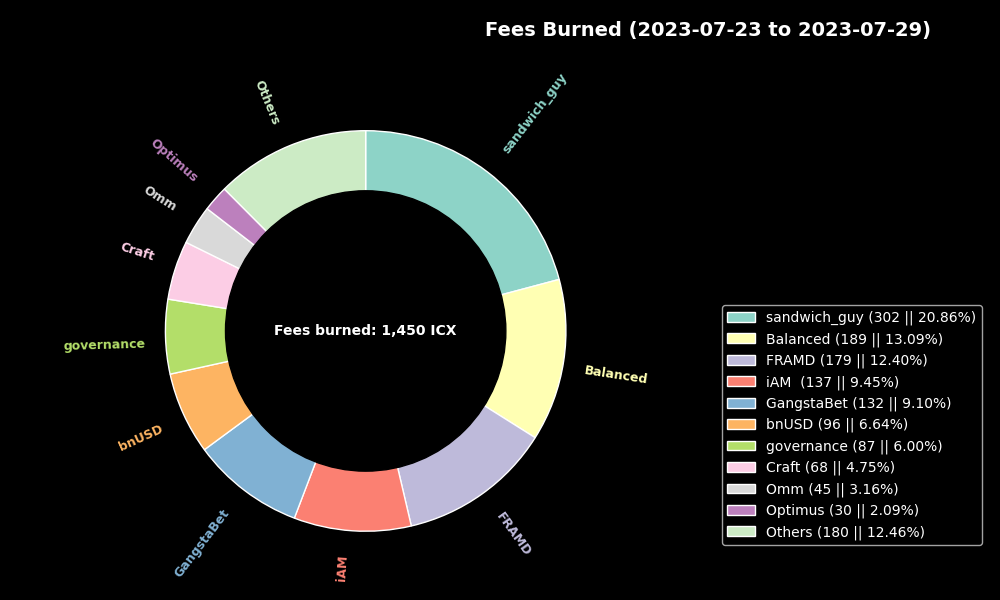 Fees Burned (2023-07-23 to 2023-07-29)
sandwich_guy
Others
Optimus
Omm
Craft
governance
Fees burned: 1,450 ICX
Balanced
bnUSD
GangstaBet
iAM
FRAMD
sandwich_guy (302 || 20.86%)
Balanced (189 || 13.09%)
FRAMD (179 || 12.40%)
iAM  (137 || 9.45%)
GangstaBet (132 || 9.10%)
bnUSD (96 || 6.64%)
governance (87 || 6.00%)
Craft (68 || 4.75%)
Omm (45 || 3.16%)
Optimus (30 || 2.09%)
Others (180 || 12.46%)